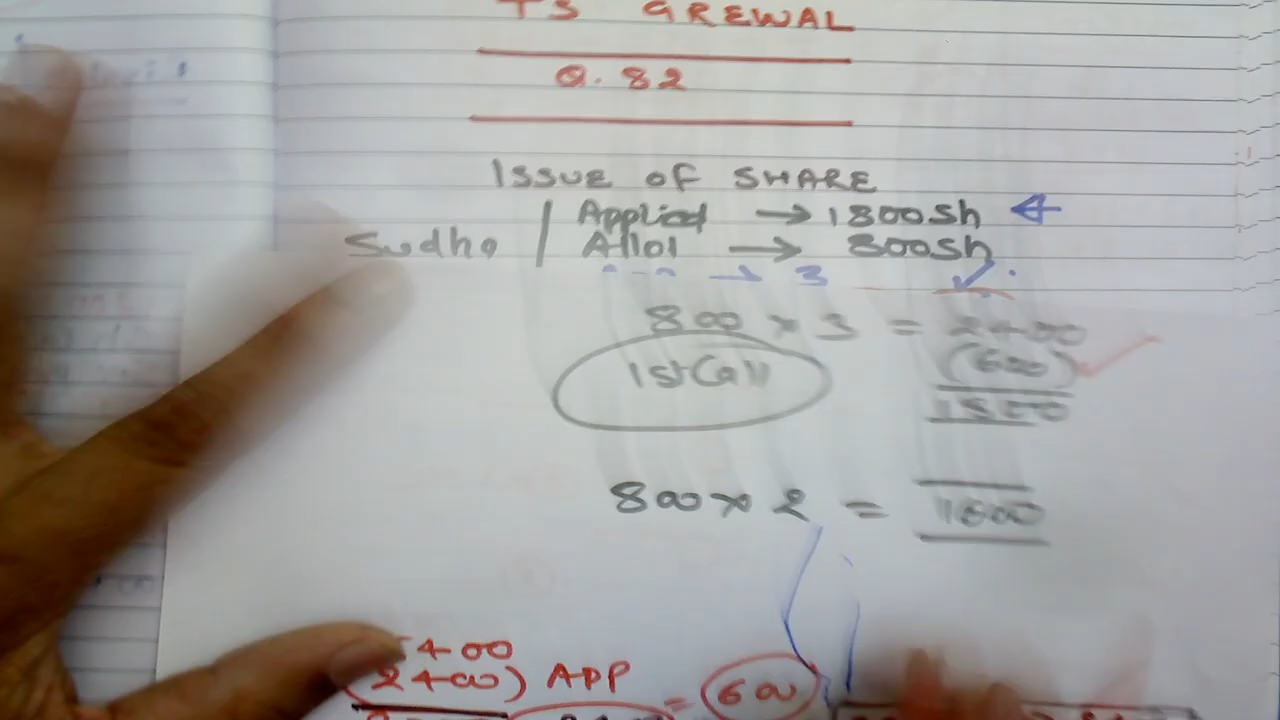 TS GREWAL
Q. 82
ISSUE OF SHARE
Sudha | Applied → 1800Sh
Allot → 800Sh
→ 3
800 × 3 = 2400
1st Call (600)
1800
800 × 2 = 1600
5400
(2400) APP
= 600